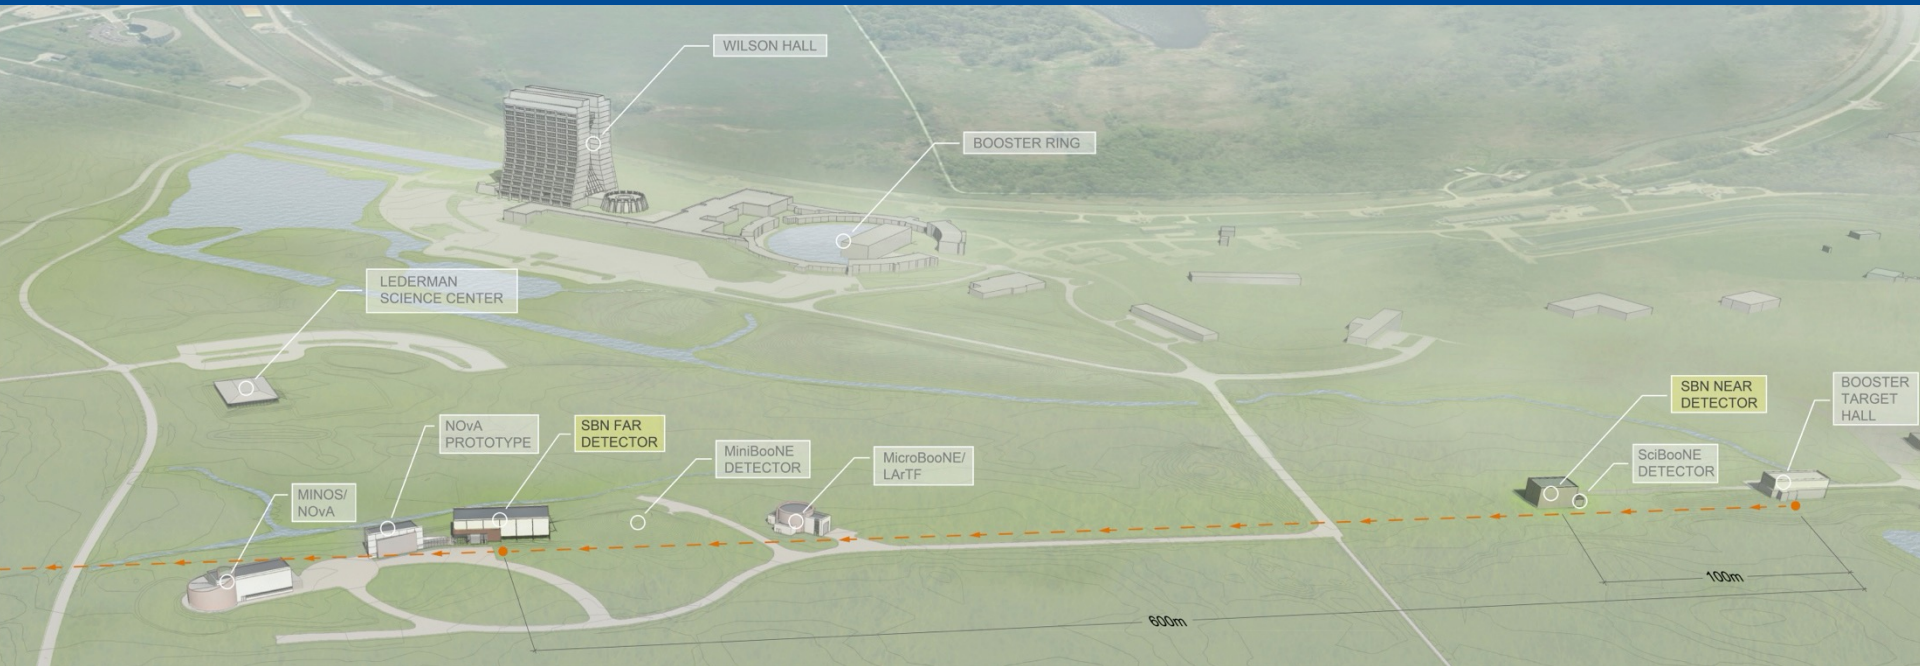 WILSON HALL
BOOSTER RING
LEDERMAN
SCIENCE CENTER
SBN NEAR
DETECTOR
BOOSTER
TARGET
HALL
NOvA
PROTOTYPE
SBN FAR
DETECTOR
MiniBooNE
DETECTOR
MicroBooNE/
LArTF
SciBooNE
DETECTOR
MINOS/
NOvA
100m
600m